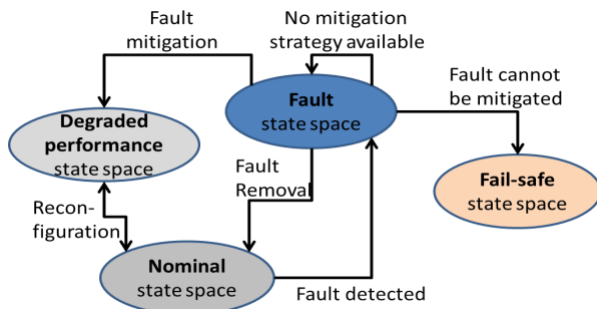 Fault
mitigation
No mitigation
strategy available
Fault cannot
be mitigated
Fault
state space
Degraded
performance
state space
Fault
Removal
Fail-safe
state space
Recon-
figuration
Nominal
state space
Fault detected